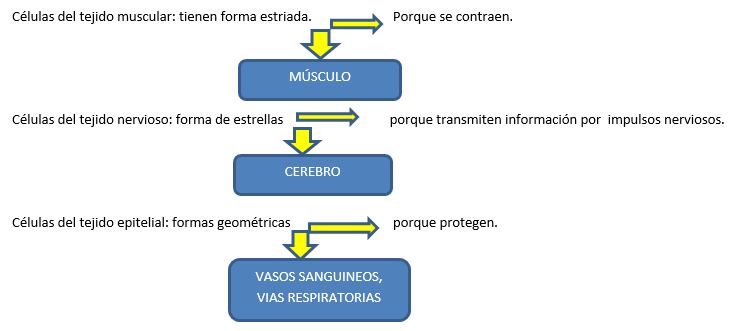 Células del tejido muscular: tienen forma estriada. Porque se contraen.
MÚSCULO
Células del tejido nervioso: forma de estrellas porque transmiten información por impulsos nerviosos.
CEREBRO
Células del tejido epitelial: formas geométricas porque protegen.
VASOS SANGUINEOS,
VIAS RESPIRATORIAS